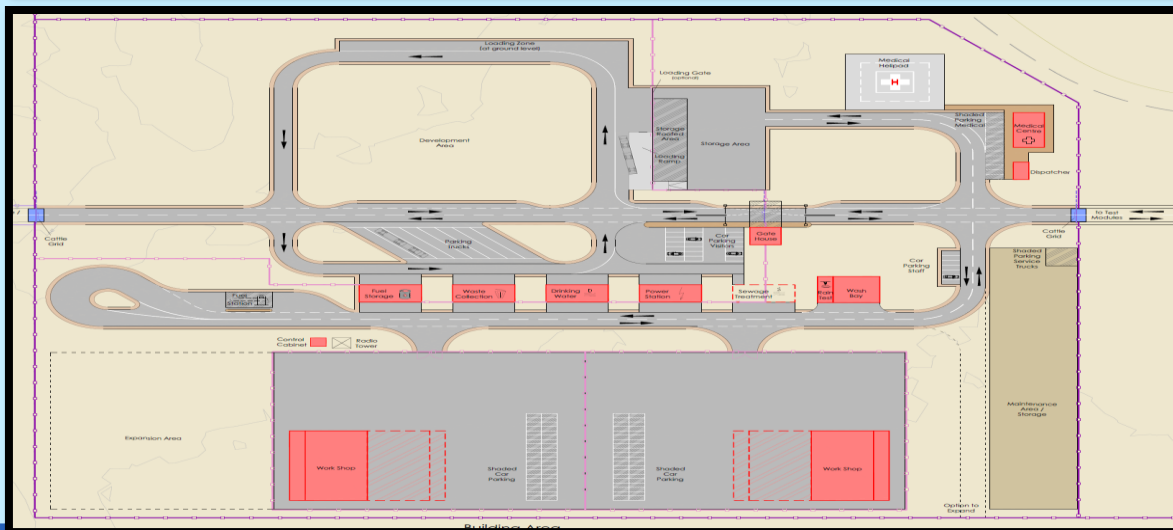 Loading Zone
(at ground level)
Loading Gate
(optional)
Medical
Helipad
H
Storage
Roofed
Area
Storage Area
Loading
Ramp
Development
Area
Shaded
Parking
Medical
Medical
Centre
Dispatcher
To Test
Modules
Cattle
Grid
Cattle
Grid
Parking
Trucks
Car
Parking
Visitors
Gate
House
Car
Parking
Staff
Shaded
Parking
Service
Trucks
Fuel
Station
Fuel
Storage
Waste
Collection
Drinking
Water
Power
Station
Sewage
Treatment
Wash
Bay
Control
Cabinet
Radio
Tower
Expansion Area
Work Shop
Shaded
Car
Parking
Shaded
Car
Parking
Work Shop
Maintenance
Area /
Storage
Option to
Expand
Building Area